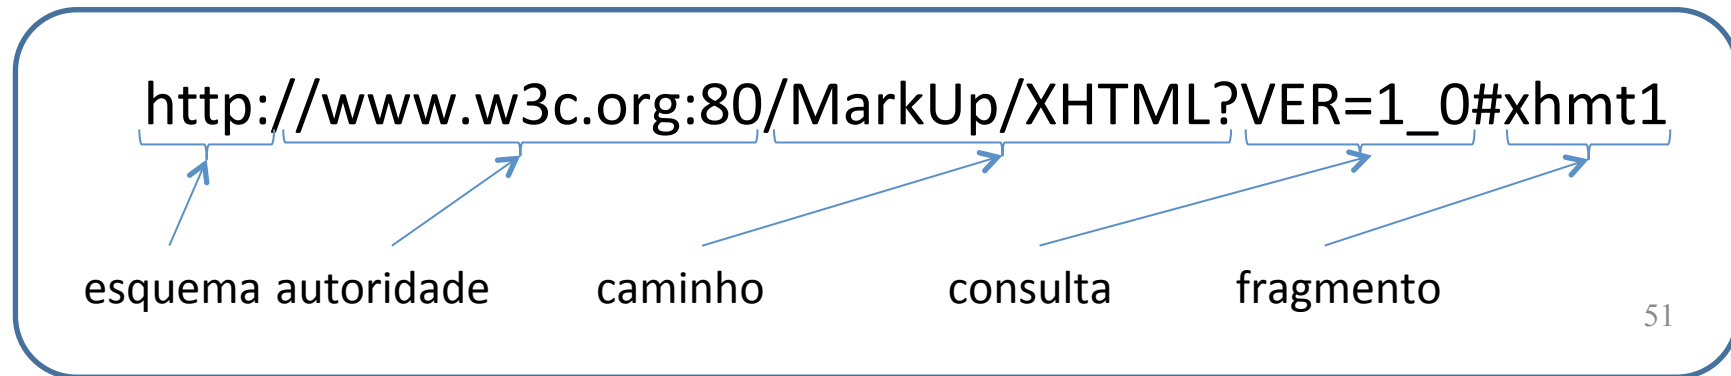 http://www.w3c.org:80/MarkUp/XHTML?VER=1_0#xhmt1
esquema autoridade caminho consulta fragmento
51